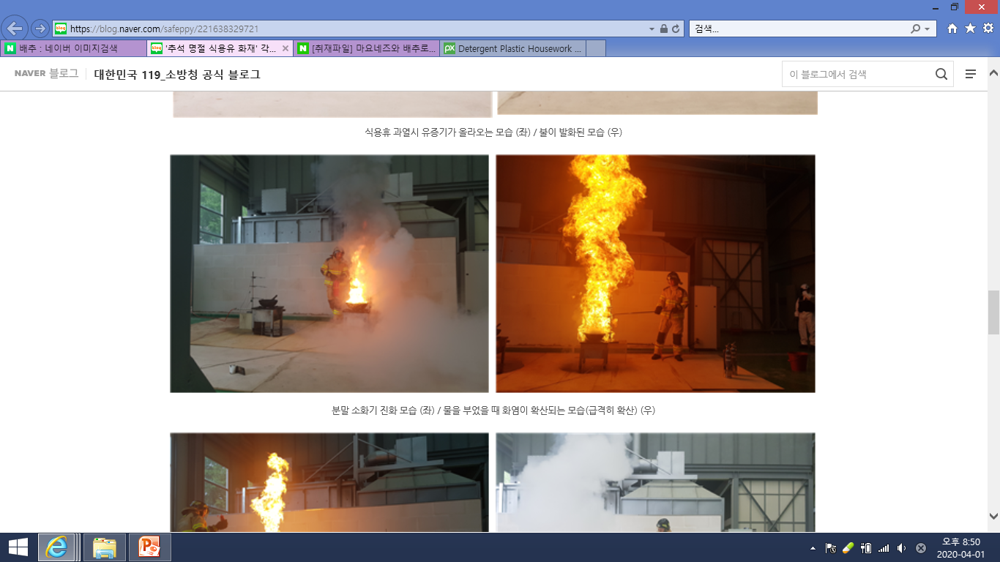 https://blog.naver.com/safeppy/221638329721
검색...
배추 : 네이버 이미지검색
'추석 명절 식용유 화재' 각...
[취재파일] 마요네즈와 배추로...
Detergent Plastic Housework ...
NAVER 블로그
대한민국 119_소방청 공식 블로그
이 블로그에서 검색
식용휴 과열시 유증기가 올라오는 모습 (좌) / 불이 발화된 모습 (우)
분말 소화기 진화 모습 (좌) / 물을 부었을 때 화염이 확산되는 모습(급격히 확산) (우)
오후 8:50
2020-04-01